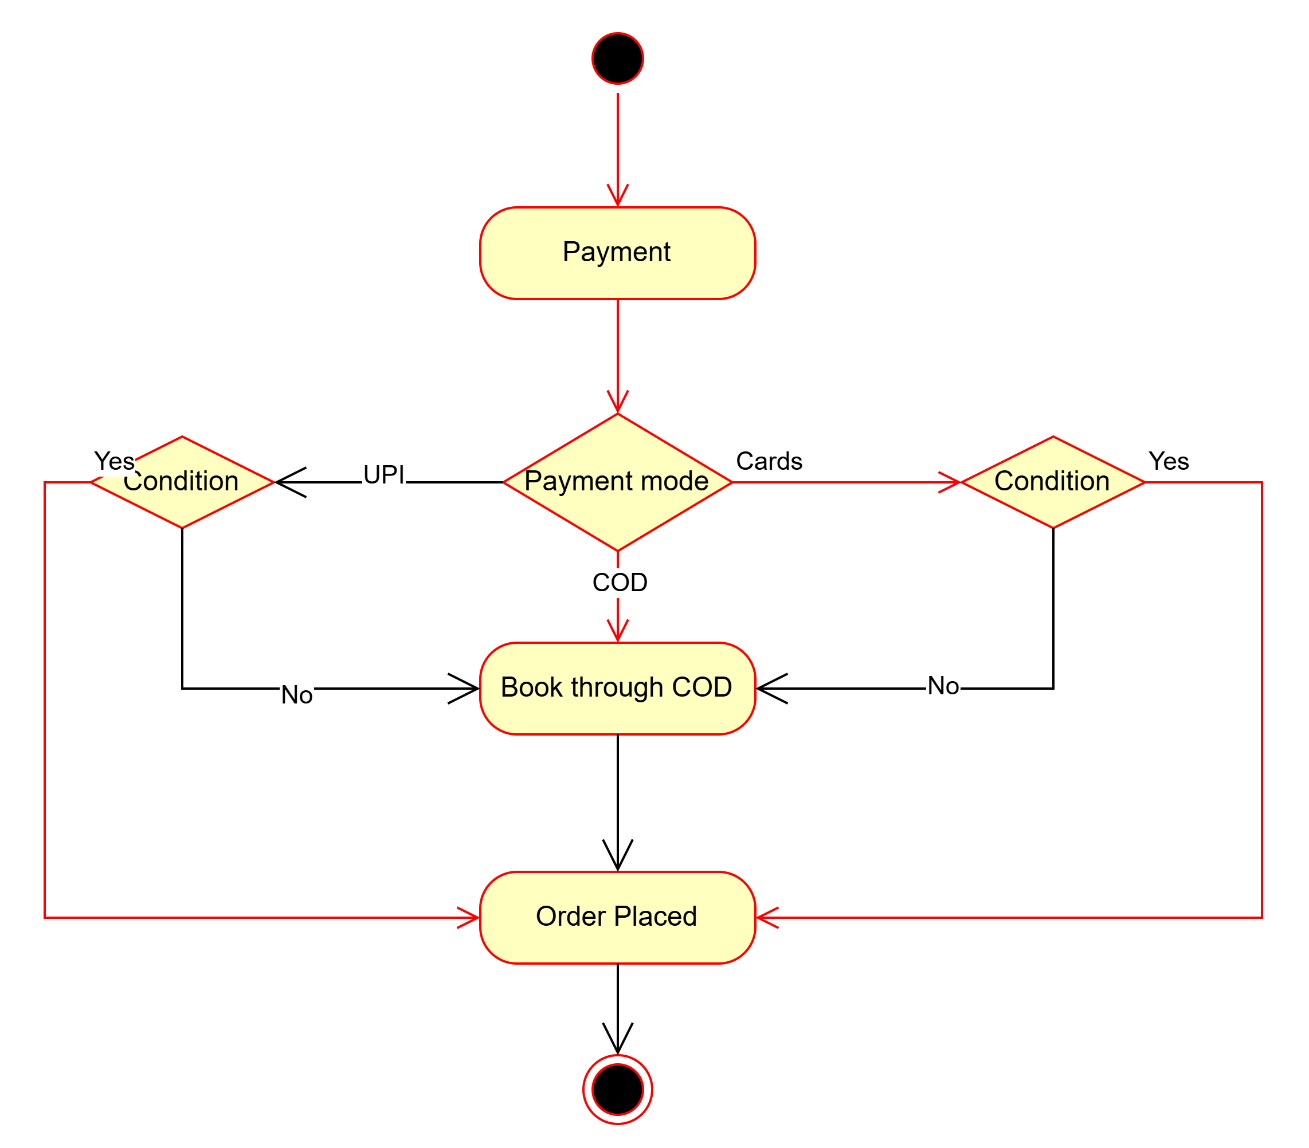 Payment
Yes
Condition
UPI
Payment mode
Cards
Condition
Yes
COD
No
Book through COD
No
Order Placed